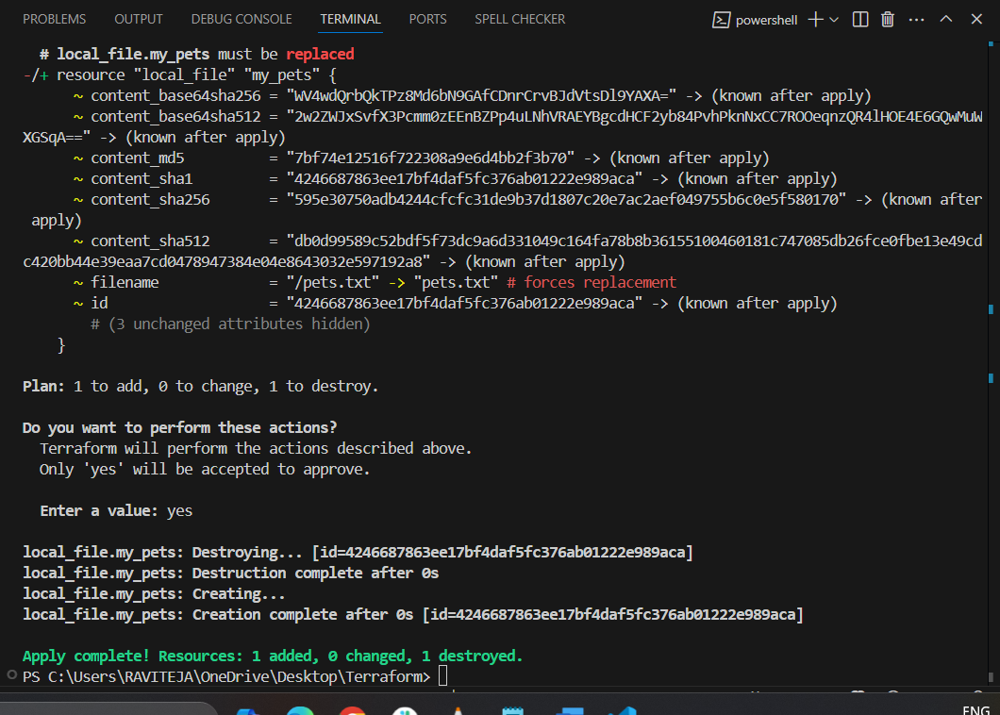 PROBLEMS OUTPUT DEBUG CONSOLE TERMINAL PORTS SPELL CHECKER powershell
# local_file.my_pets must be replaced
-/+ resource "local_file" "my_pets" {
~ content_base64sha256 = "WV4wdQrbQkTPz8Md6bN9GAfCDnrCrvBJdVtsDl9YAXA=" -> (known after apply)
~ content_base64sha512 = "2w2ZWJxSvfX3Pcmm0zEEnBZPp4uLNhVRAEYBgcdHCF2yb84PvhPknNxCC7ROOeqnzQR4lHOE4E6GQwMuW
XGSqA==" -> (known after apply)
~ content_md5 = "7bf74e12516f722308a9e6d4bb2f3b70" -> (known after apply)
~ content_sha1 = "4246687863ee17bf4daf5fc376ab01222e989aca" -> (known after apply)
~ content_sha256 = "595e30750adb4244cfcfc31de9b37d1807c20e7ac2aef049755b6c0e5f580170" -> (known after
apply)
~ content_sha512 = "db0d99589c52bdf5f73dc9a6d331049c164fa78b8b36155100460181c747085db26fce0fbe13e49cd
c420bb44e39eaa7cd0478947384e04e8643032e597192a8" -> (known after apply)
~ filename = "/pets.txt" -> "pets.txt" # forces replacement
~ id = "4246687863ee17bf4daf5fc376ab01222e989aca" -> (known after apply)
# (3 unchanged attributes hidden)
}
Plan: 1 to add, 0 to change, 1 to destroy.
Do you want to perform these actions?
Terraform will perform the actions described above.
Only 'yes' will be accepted to approve.
Enter a value: yes
local_file.my_pets: Destroying... [id=4246687863ee17bf4daf5fc376ab01222e989aca]
local_file.my_pets: Destruction complete after 0s
local_file.my_pets: Creating...
local_file.my_pets: Creation complete after 0s [id=4246687863ee17bf4daf5fc376ab01222e989aca]
Apply complete! Resources: 1 added, 0 changed, 1 destroyed.
PS C:\Users\RAVITEJA\OneDrive\Desktop\Terraform>
ENG